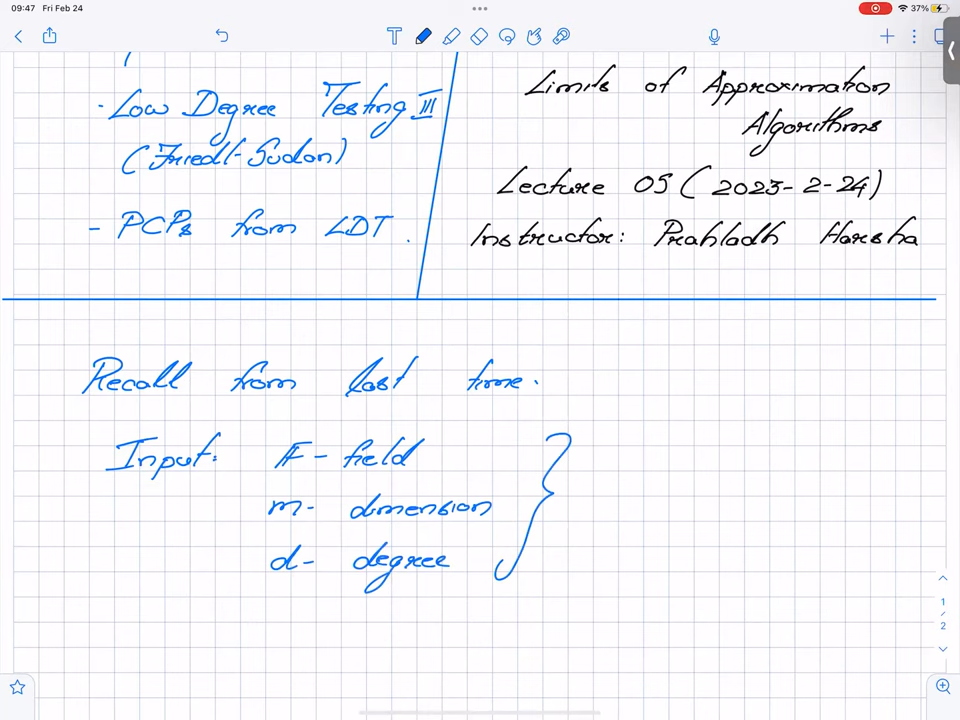 09:47 Fri Feb 24
37%
· Low Degree Testing III
(Friedl-Sudan)
- PCPs from LDT.
Limits of Approximation
Algorithms
Lecture 05 (2023-2-24)
Instructor: Prahladh Harsha
Recall from last time.
Input: F - field
m- dimension
d- degree
1
2